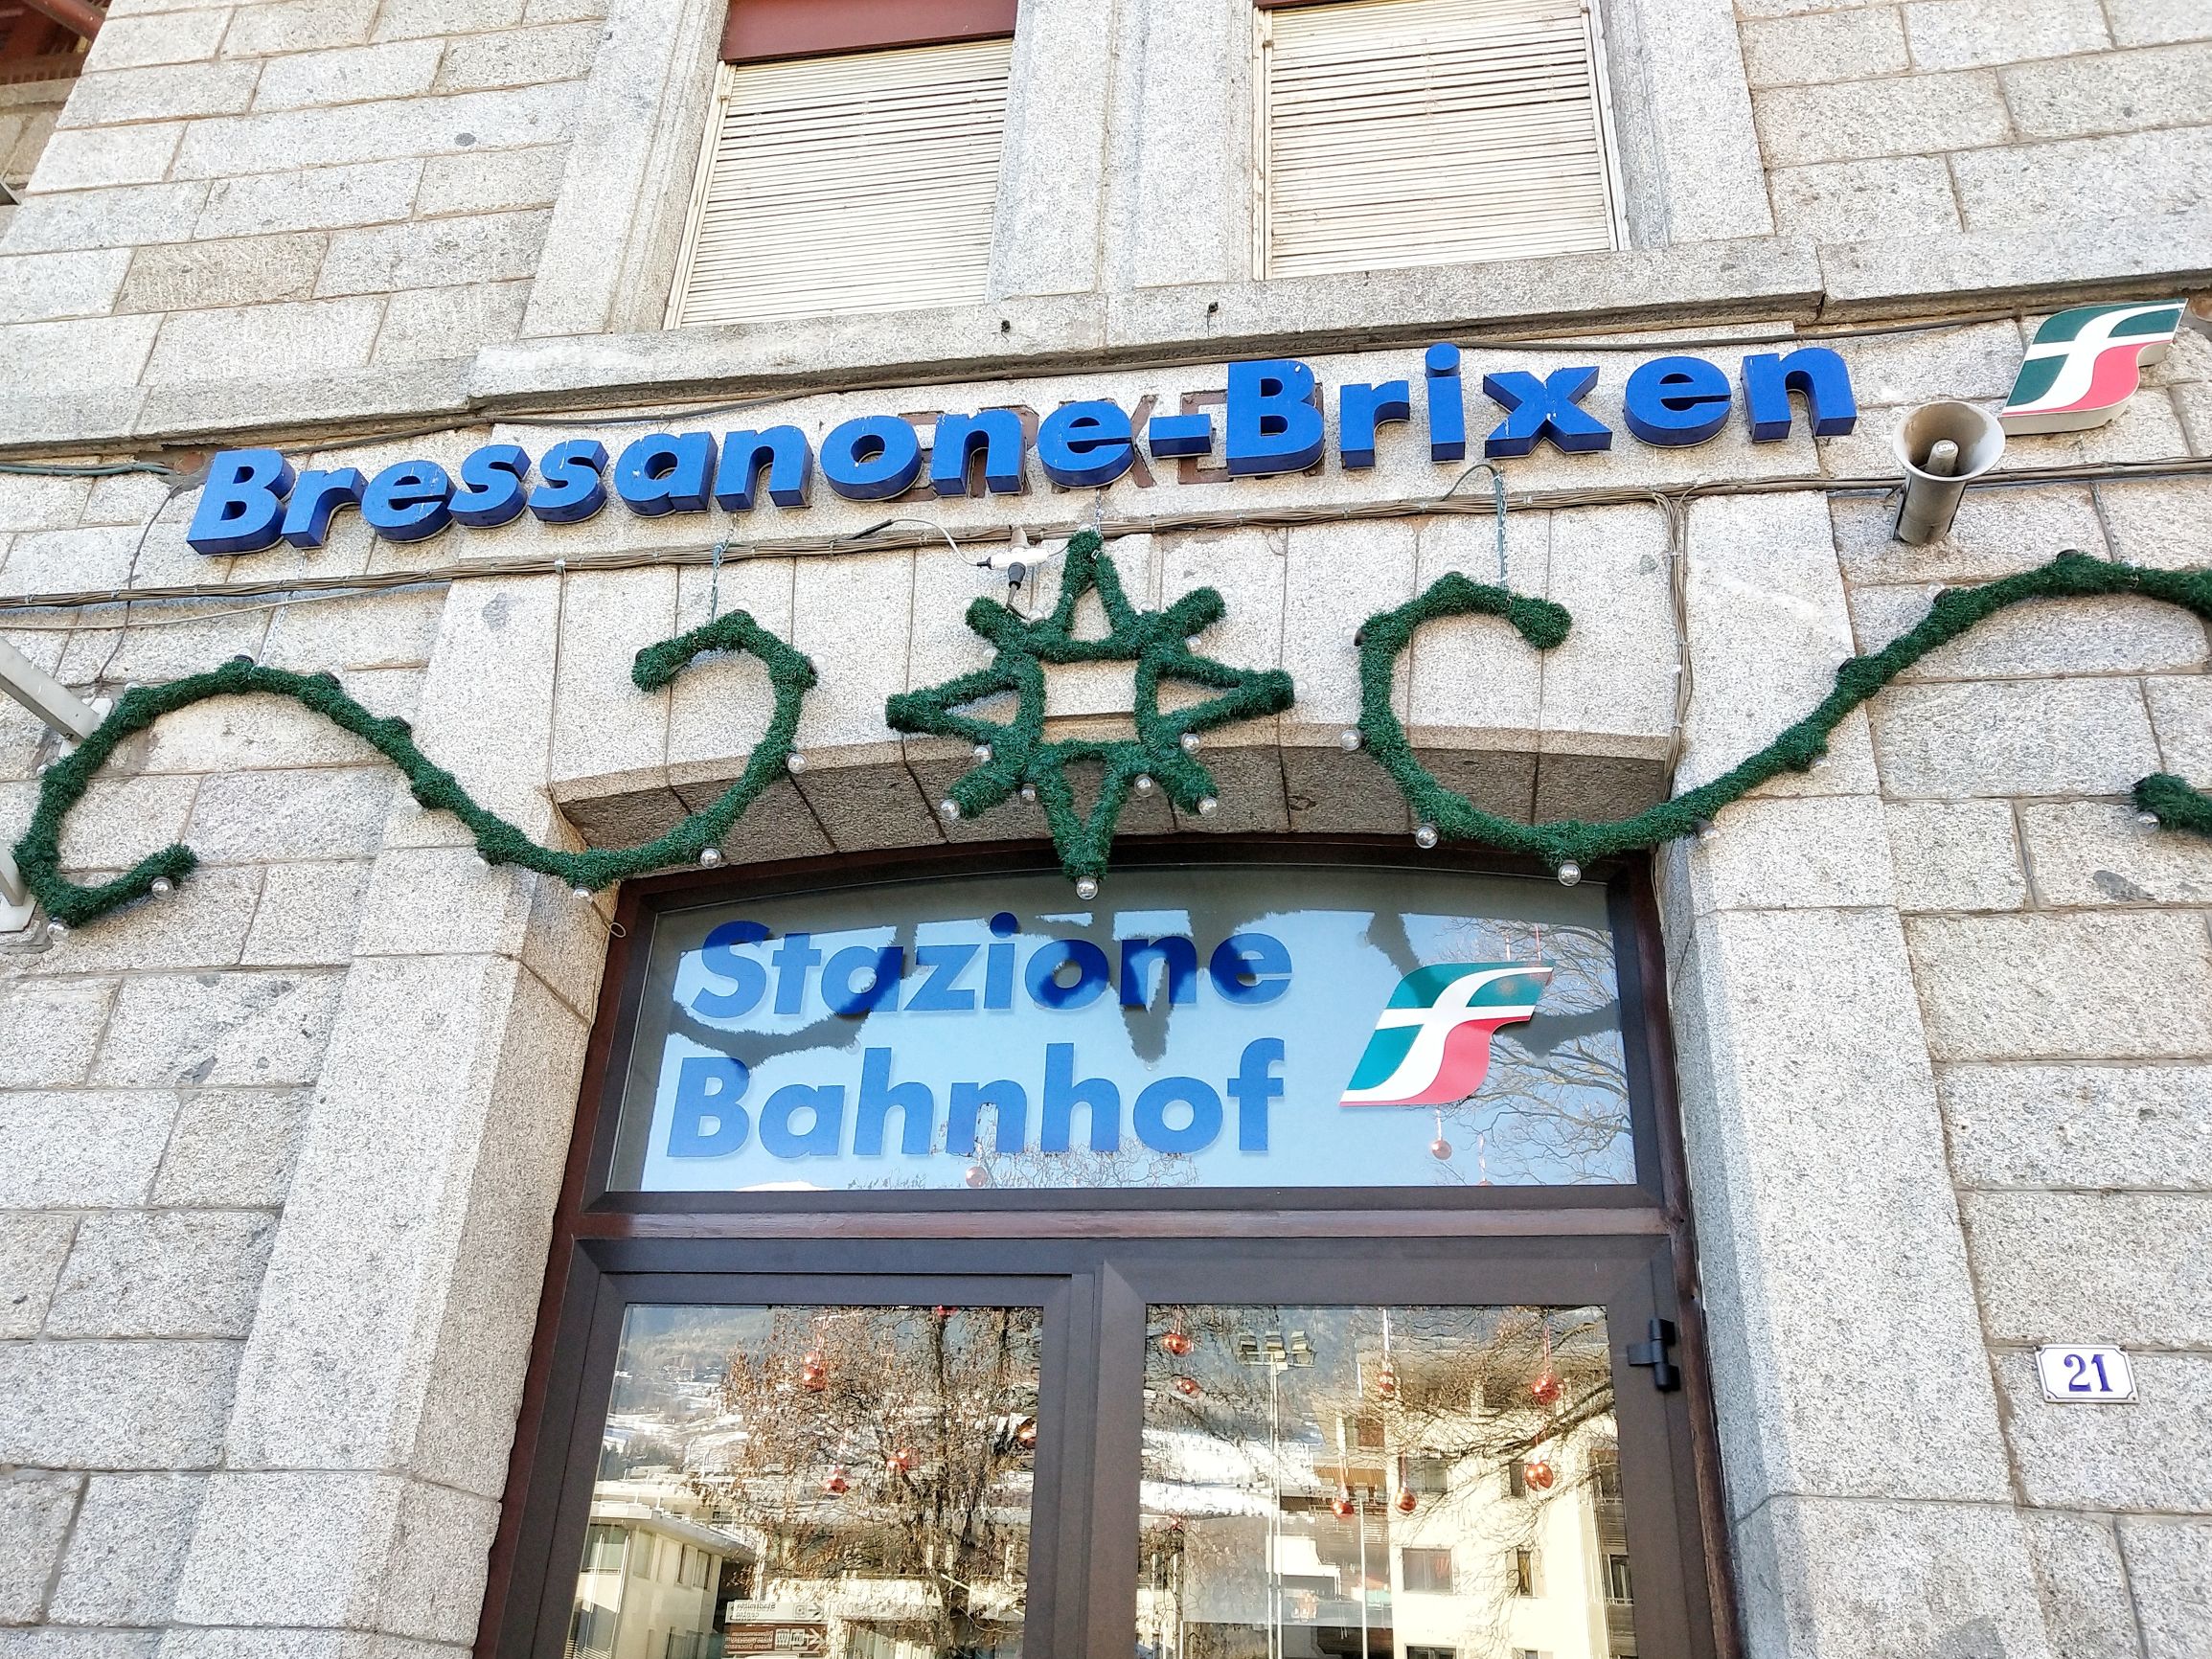 Bressanone-Brixen
Stazione
Bahnhof
21